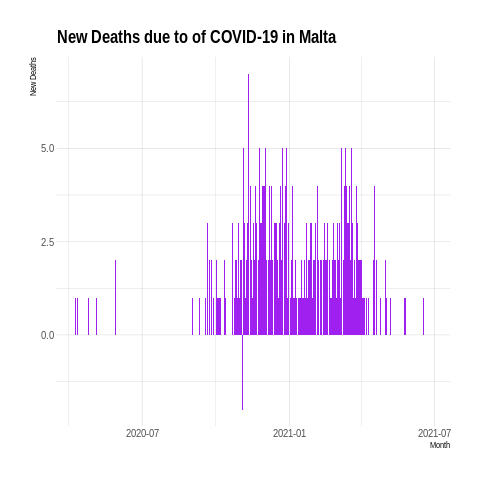 New Deaths due to of COVID-19 in Malta
New Deaths
5.0
2.5
0.0
2020-07
2021-01
2021-07
Month